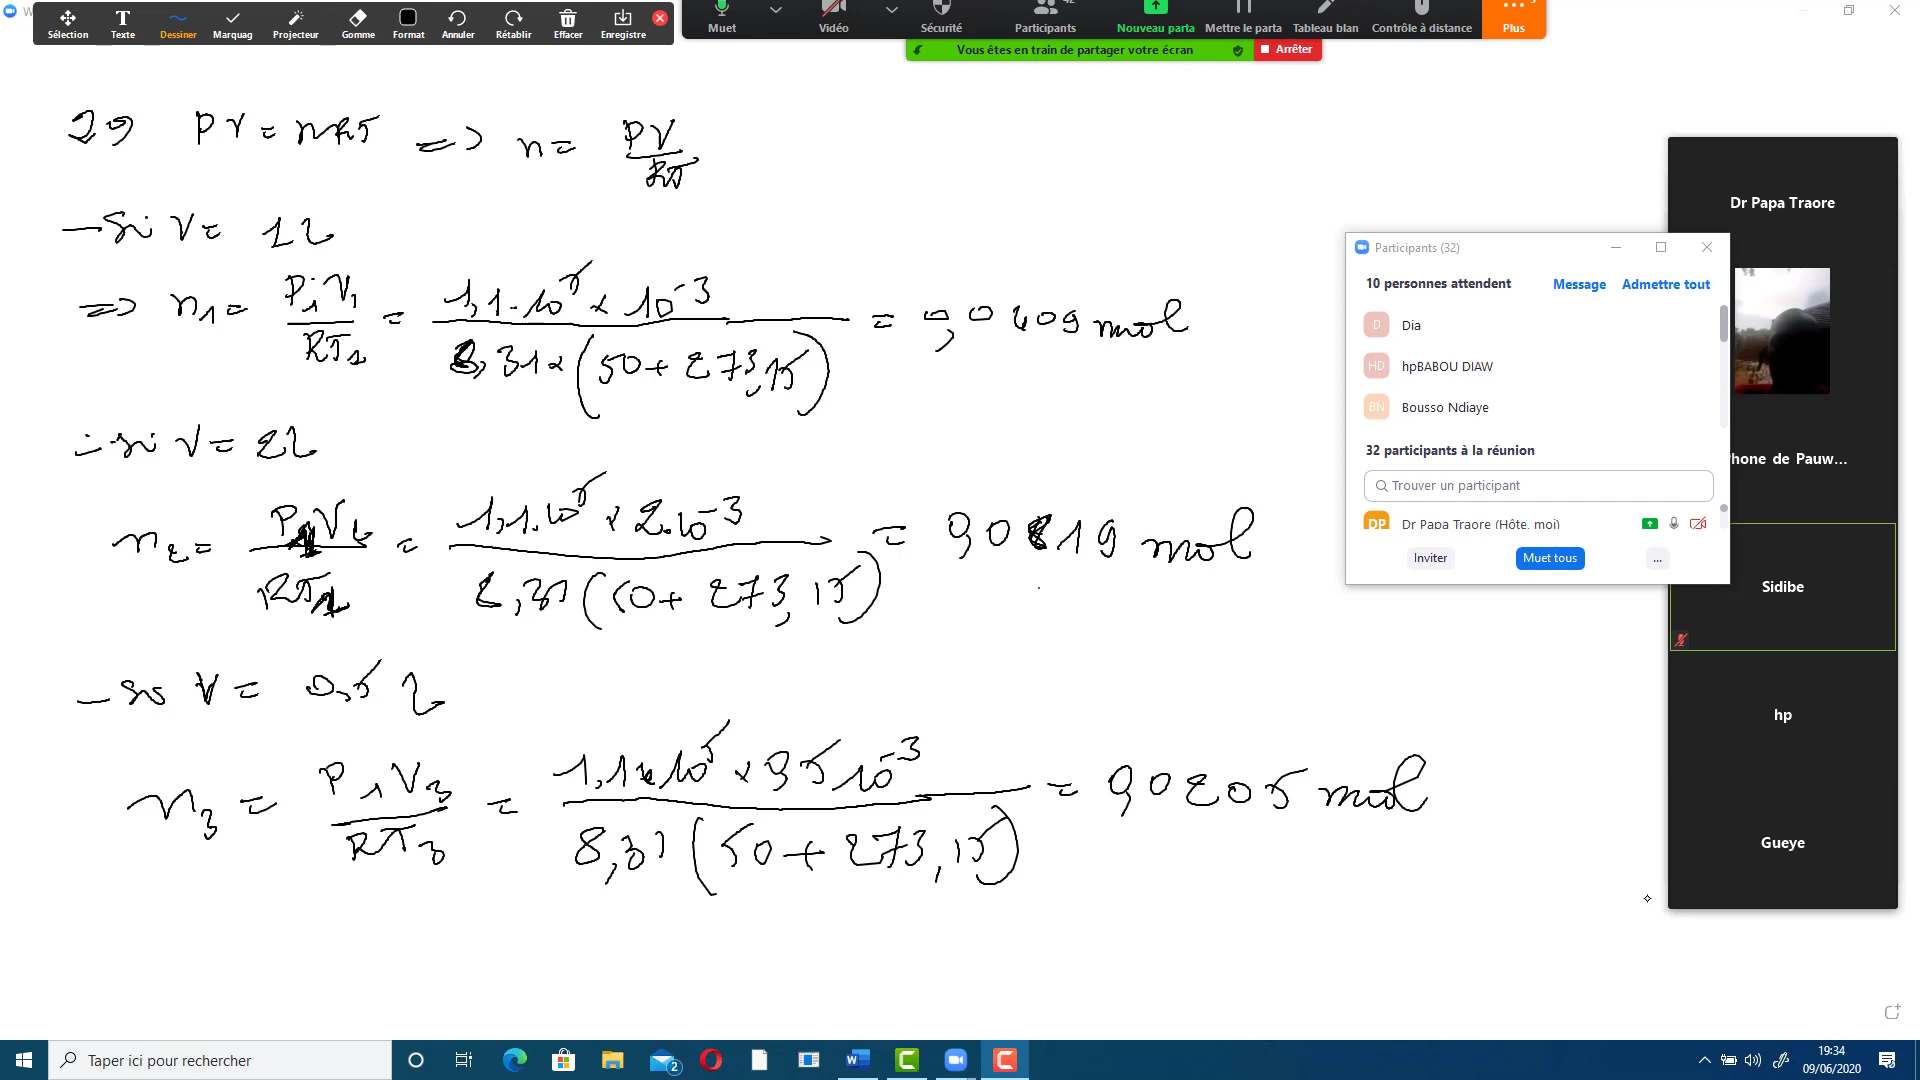 Sélection Texte Dessiner Marquag Projecteur Gomme Format Annuler Rétablir Effacer Enregistre
Muet Vidéo Sécurité Participants Nouveau parta Mettre le parta Tableau blan Contrôle à distance Plus
Vous êtes en train de partager votre écran Arrêter
2°) PV = nRT => n = PV/RT
- Si V = 1L
=> n1 = P1V1/RT1 = 1,1.10^5 x 10^-3 / 8,31 x (50 + 273,15) = 0,0409 mol
- si V = 2L
n2 = P1V2/RT1 = 1,1.10^5 x 2.10^-3 / 8,31 (50 + 273,15) = 0,0819 mol
- si V = 0,5 L
n3 = P1V3/RT3 = 1,1x10^5 x 0,5 10^-3 / 8,31 (50 + 273,15) = 0,0205 mol
Participants (32)
10 personnes attendent Message Admettre tout
D Dia
HD hpBABOU DIAW
BN Bousso Ndiaye
32 participants à la réunion
Trouver un participant
DP Dr Papa Traore (Hôte, moi)
Inviter Muet tous ...
Dr Papa Traore
Phone de Pauw...
Sidibe
hp
Gueye
Taper ici pour rechercher
2
19:34
09/06/2020